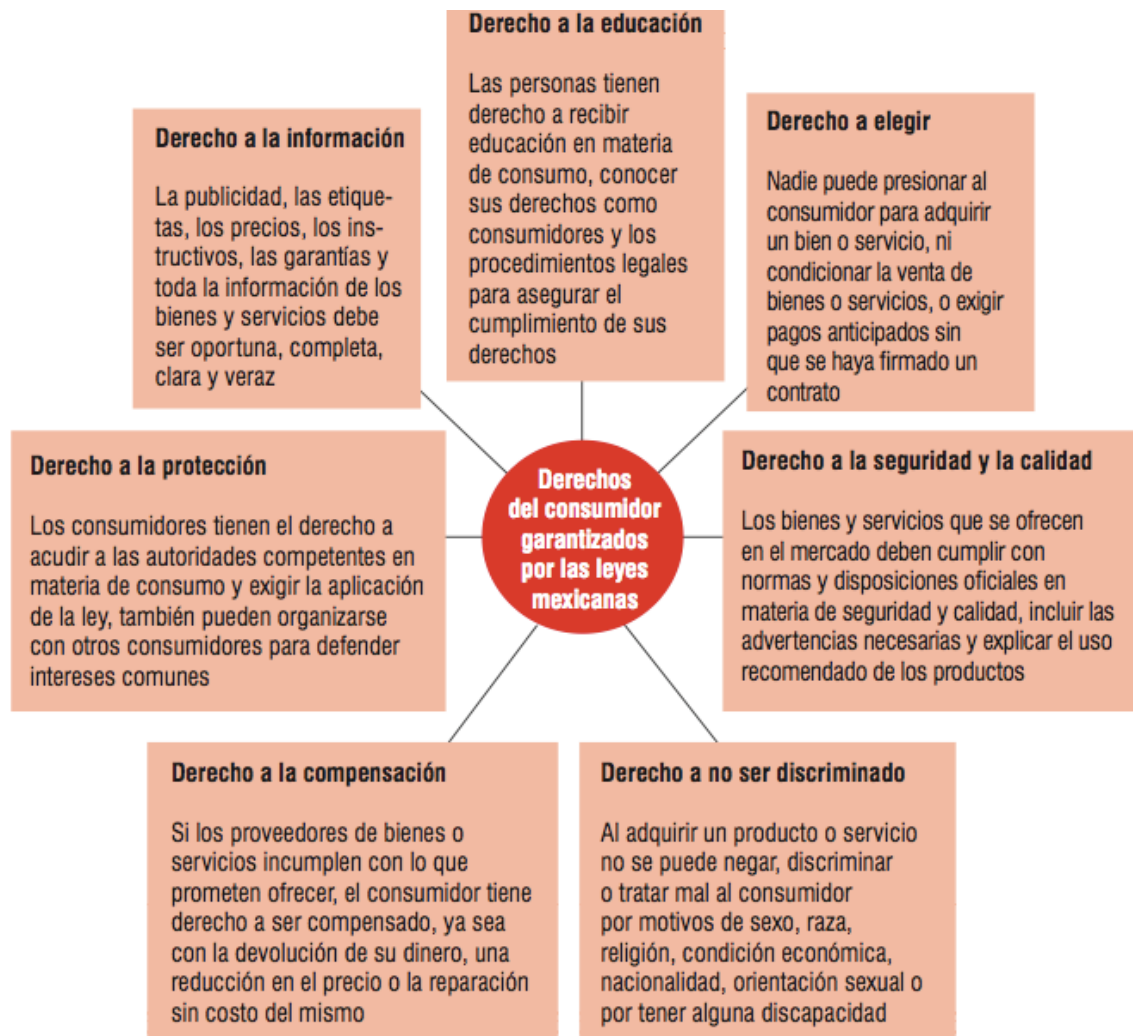 Derecho a la educación
Las personas tienen
derecho a recibir
educación en materia
de consumo, conocer
sus derechos como
consumidores y los
procedimientos legales
para asegurar el
cumplimiento de sus
derechos
Derecho a la información
La publicidad, las etique-
tas, los precios, los ins-
tructivos, las garantías y
toda la información de los
bienes y servicios debe
ser oportuna, completa,
clara y veraz
Derecho a elegir
Nadie puede presionar al
consumidor para adquirir
un bien o servicio, ni
condicionar la venta de
bienes o servicios, o exigir
pagos anticipados sin
que se haya firmado un
contrato
Derecho a la protección
Los consumidores tienen el derecho a
acudir a las autoridades competentes en
materia de consumo y exigir la aplicación
de la ley, también pueden organizarse
con otros consumidores para defender
intereses comunes
Derechos
del consumidor
garantizados
por las leyes
mexicanas
Derecho a la seguridad y la calidad
Los bienes y servicios que se ofrecen
en el mercado deben cumplir con
normas y disposiciones oficiales en
materia de seguridad y calidad, incluir las
advertencias necesarias y explicar el uso
recomendado de los productos
Derecho a la compensación
Si los proveedores de bienes o
servicios incumplen con lo que
prometen ofrecer, el consumidor tiene
derecho a ser compensado, ya sea
con la devolución de su dinero, una
reducción en el precio o la reparación
sin costo del mismo
Derecho a no ser discriminado
Al adquirir un producto o servicio
no se puede negar, discriminar
o tratar mal al consumidor
por motivos de sexo, raza,
religión, condición económica,
nacionalidad, orientación sexual o
por tener alguna discapacidad